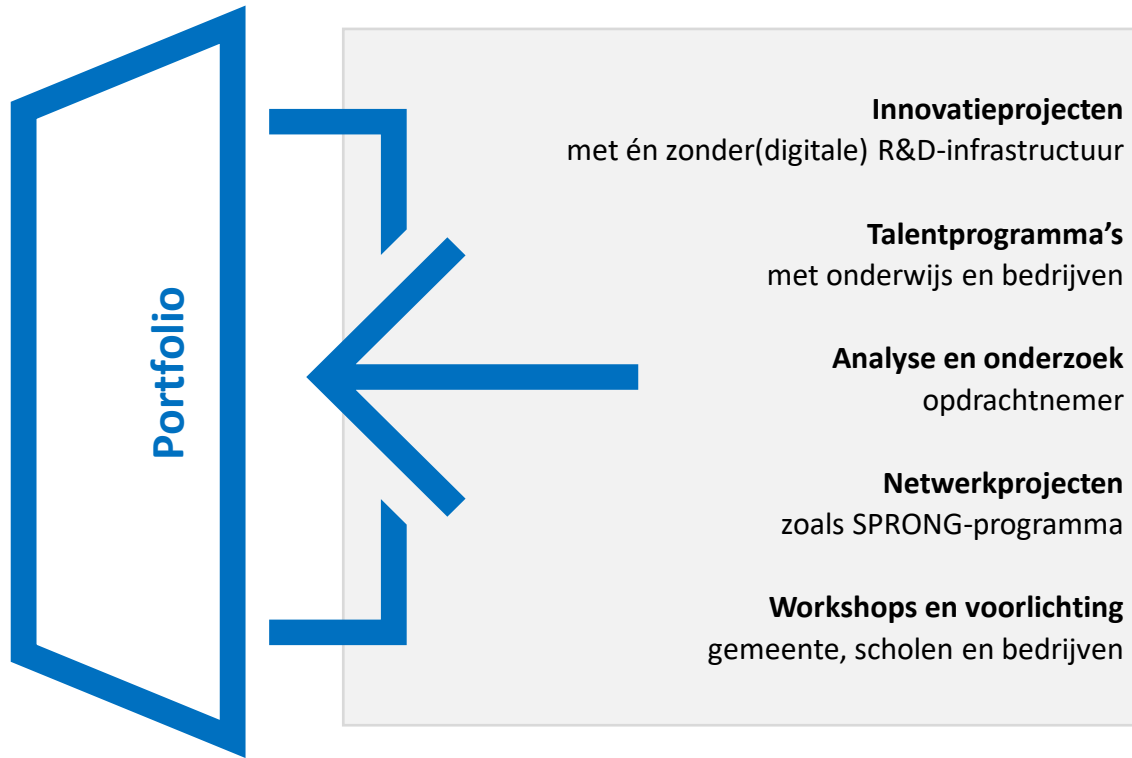 Portfolio
Innovatieprojecten
met én zonder(digitale) R&D-infrastructuur
Talentprogramma’s
met onderwijs en bedrijven
Analyse en onderzoek
opdrachtnemer
Netwerkprojecten
zoals SPRONG-programma
Workshops en voorlichting
gemeente, scholen en bedrijven